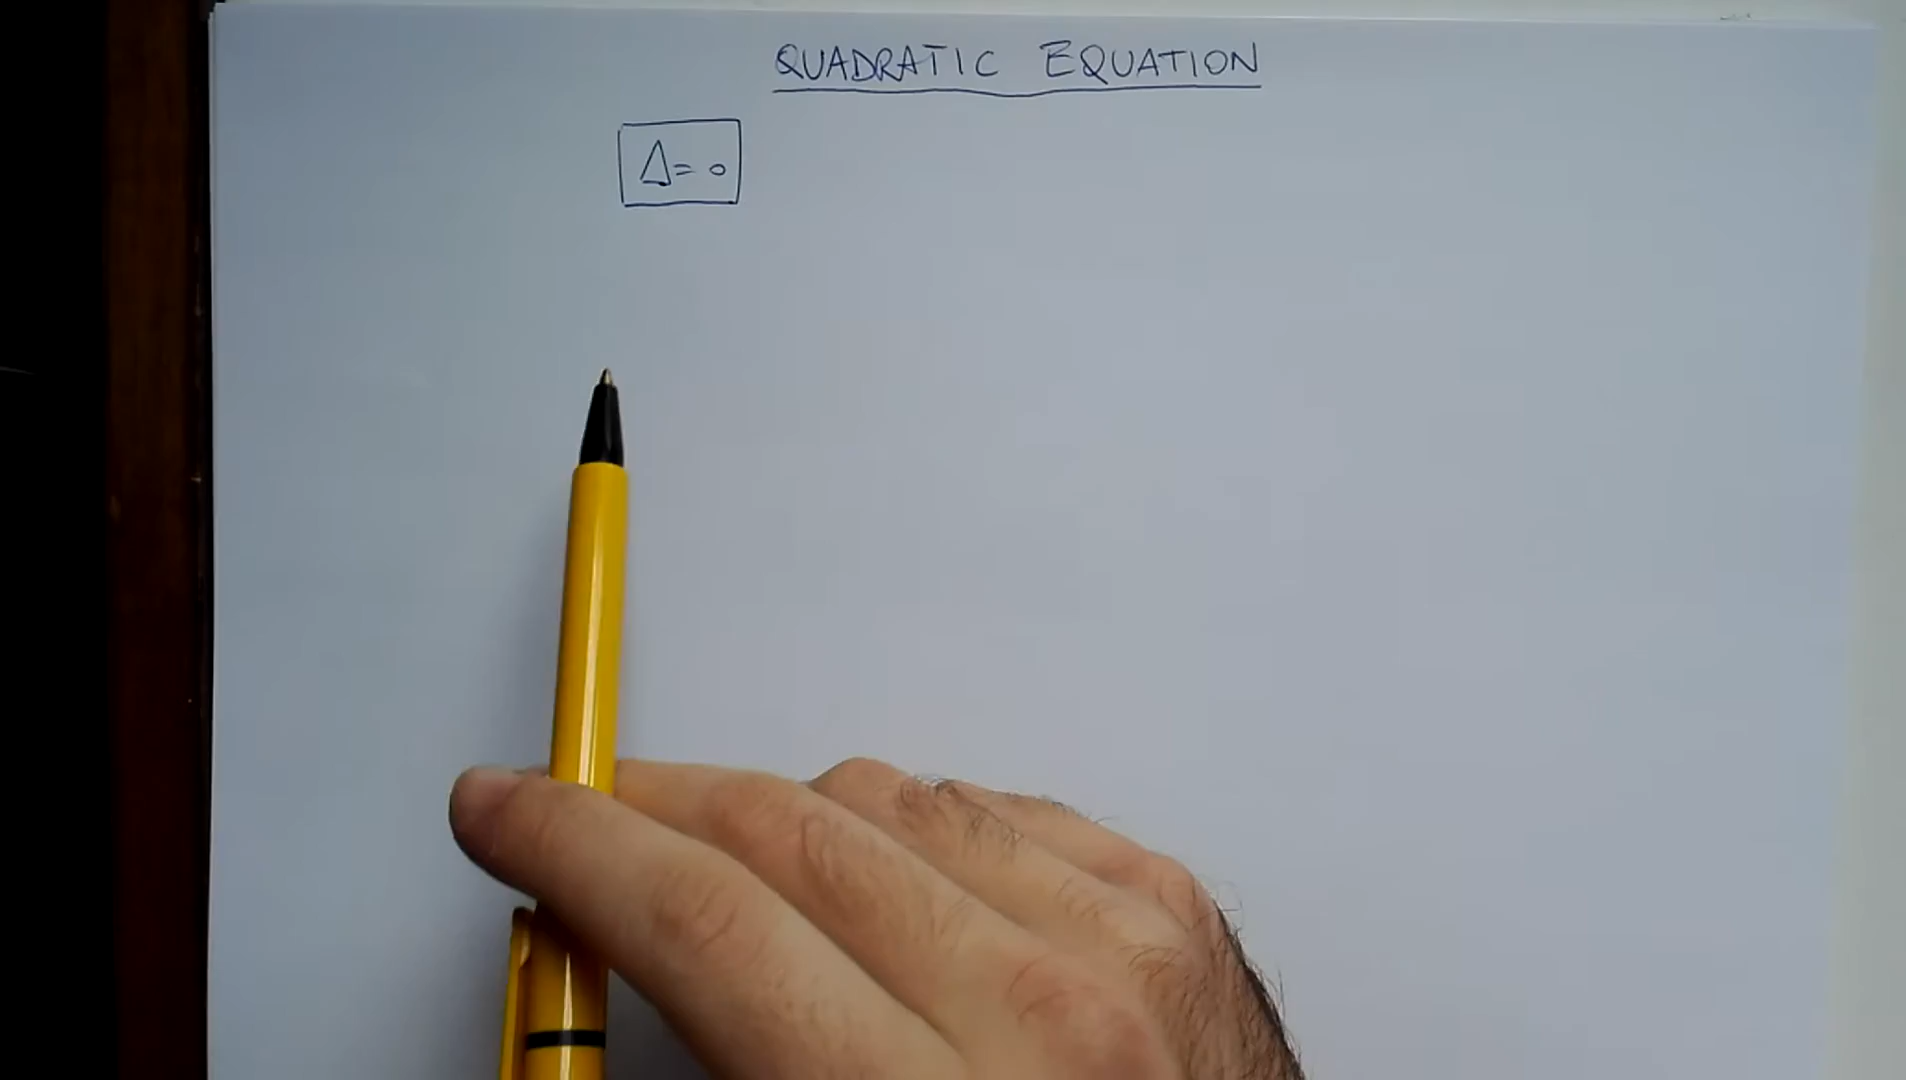 QUADRATIC EQUATION
Δ = 0